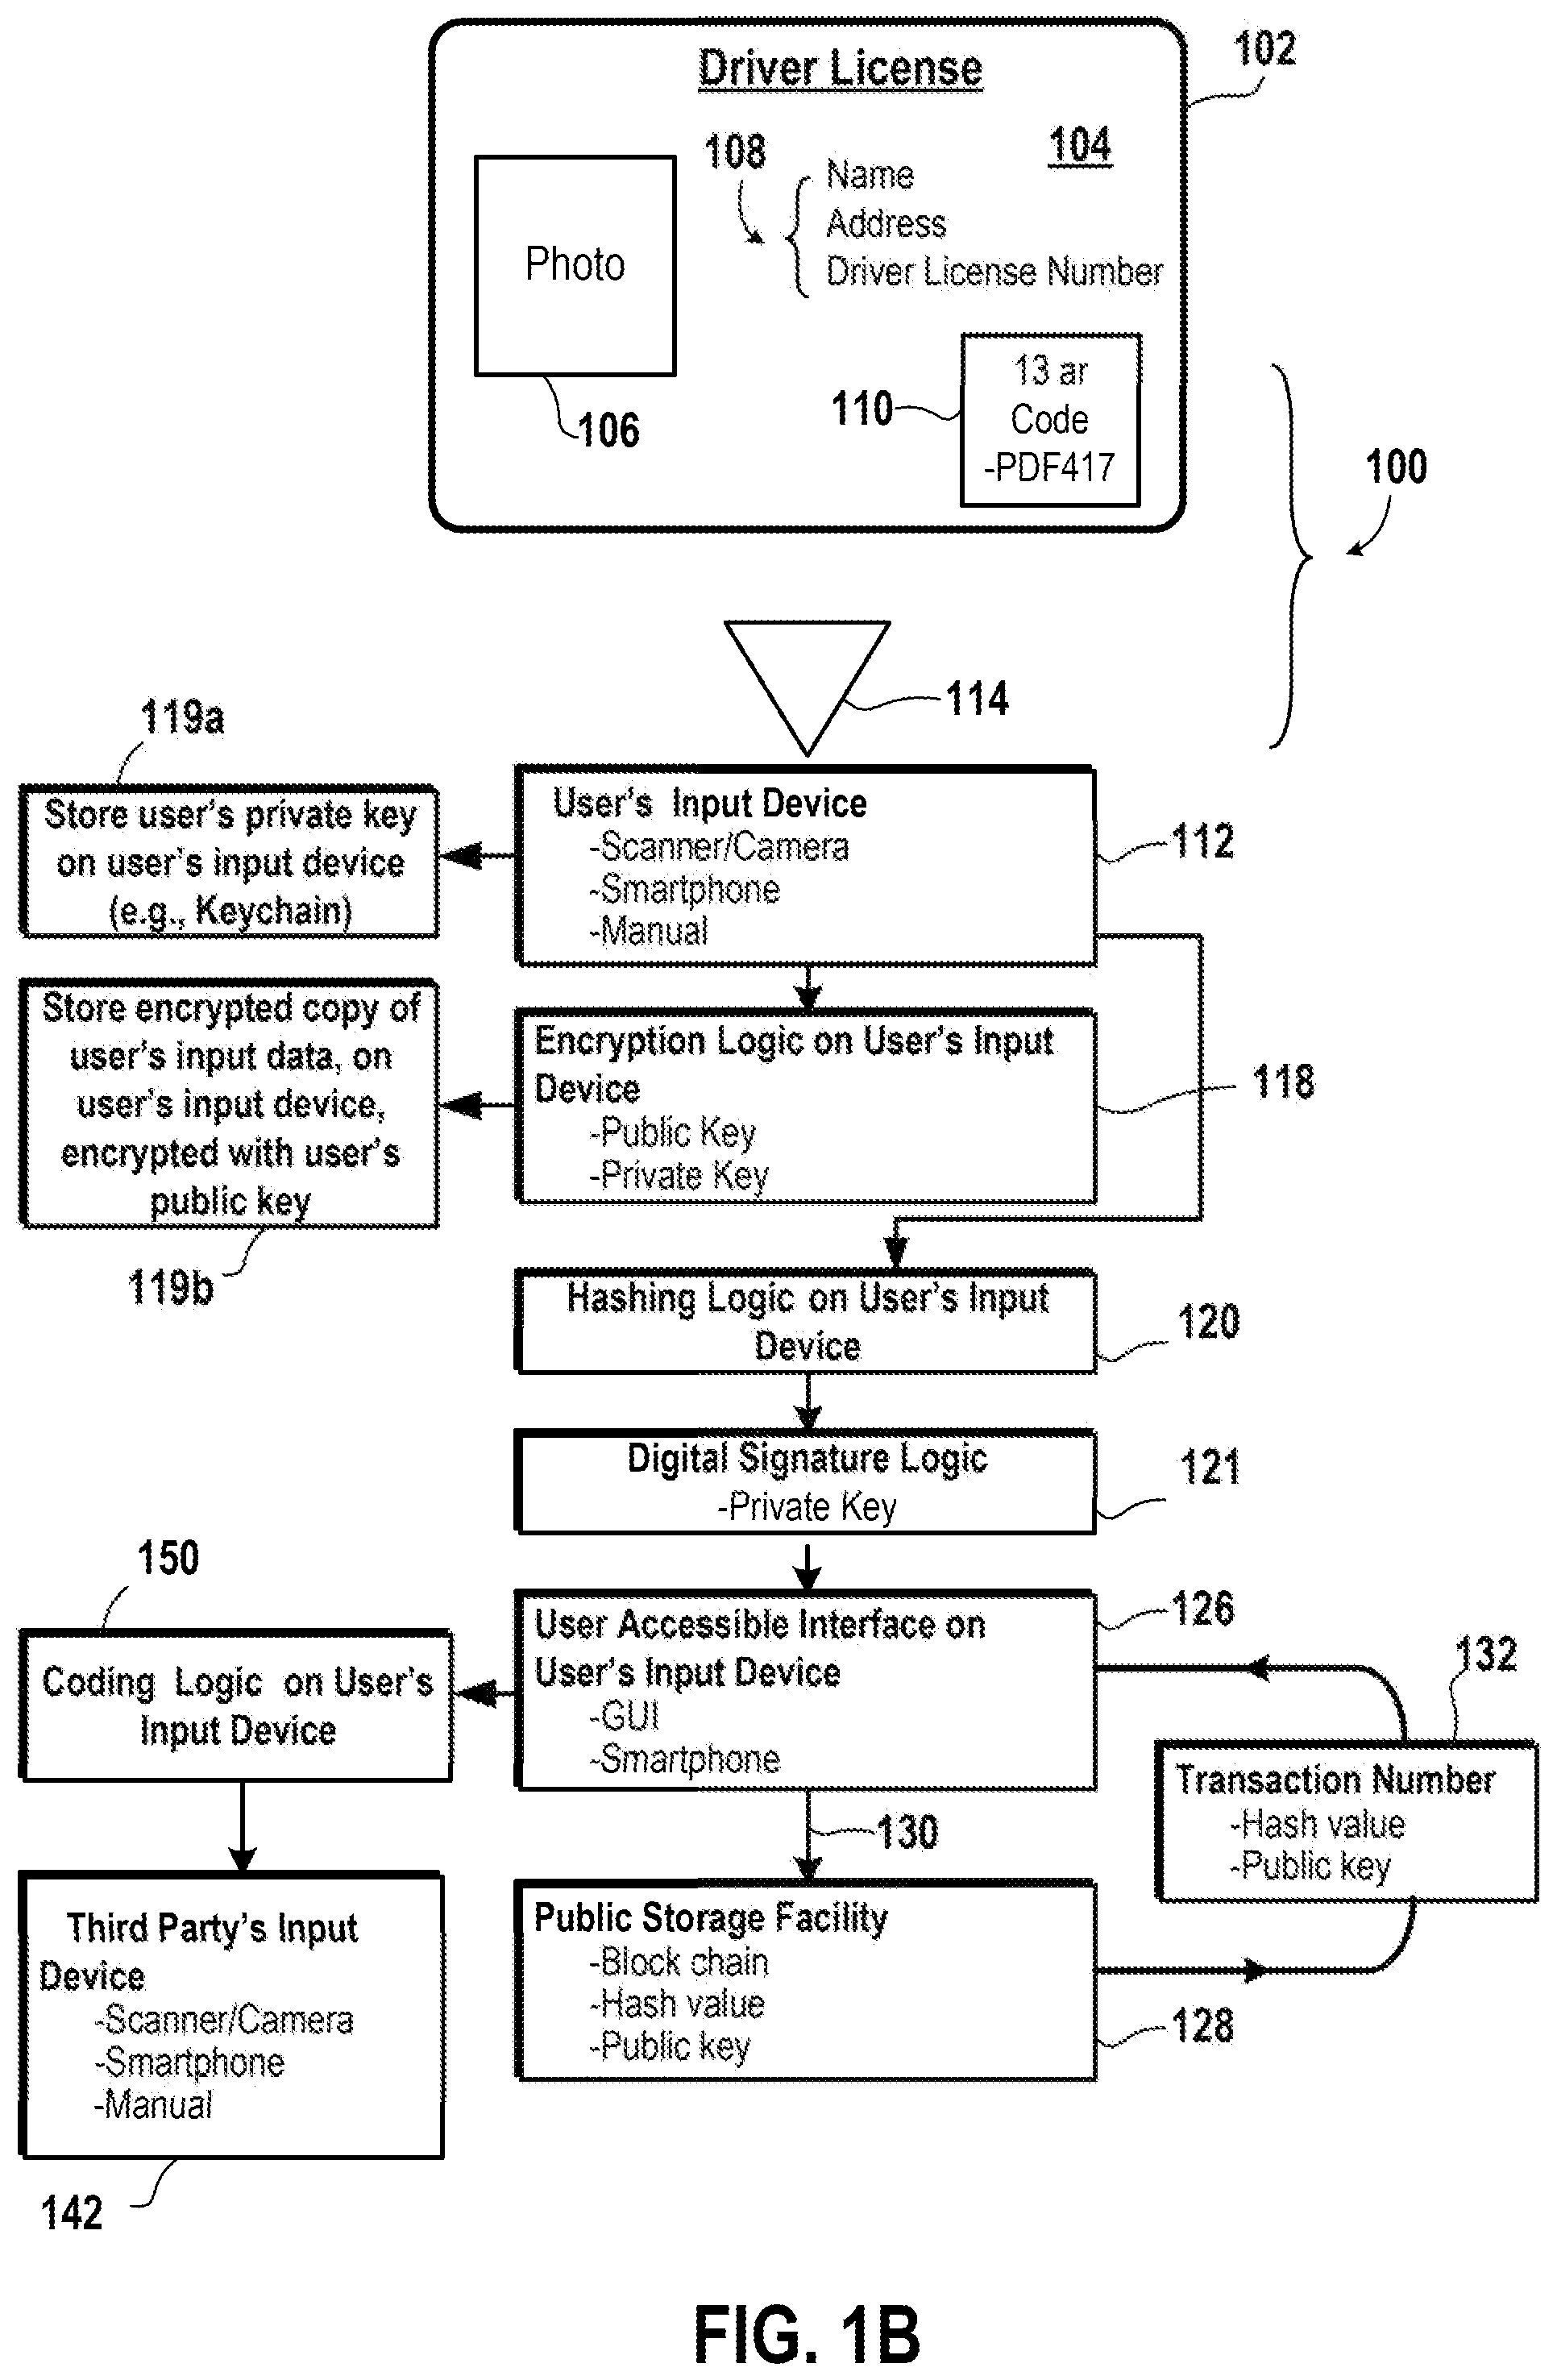 Driver License
102
104
108
Name
Address
Driver License Number
Photo
106
110
13 ar
Code
-PDF417
100
114
119a
Store user's private key
on user's input device
(e.g., Keychain)
User's Input Device
-Scanner/Camera
-Smartphone
-Manual
112
Store encrypted copy of
user's input data, on
user's input device,
encrypted with user's
public key
119b
Encryption Logic on User's Input
Device
-Public Key
-Private Key
118
Hashing Logic on User's Input
Device
120
Digital Signature Logic
-Private Key
121
150
Coding Logic on User's
Input Device
User Accessible Interface on
User's Input Device
-GUI
-Smartphone
126
132
Transaction Number
-Hash value
-Public key
130
Third Party's Input
Device
-Scanner/Camera
-Smartphone
-Manual
142
Public Storage Facility
-Block chain
-Hash value
-Public key
128
FIG. 1B